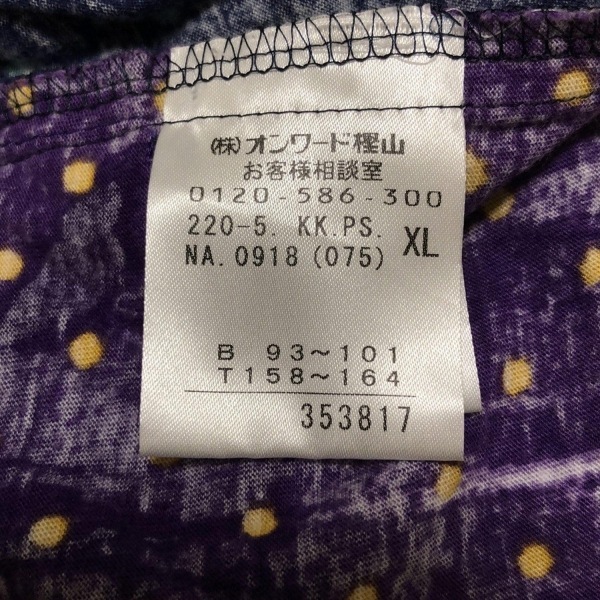 (株)オンワード樫山
お客様相談室
0120-586-300
220-5. KK.PS.
NA.0918(075) XL
B 93~101
T158~164
353817